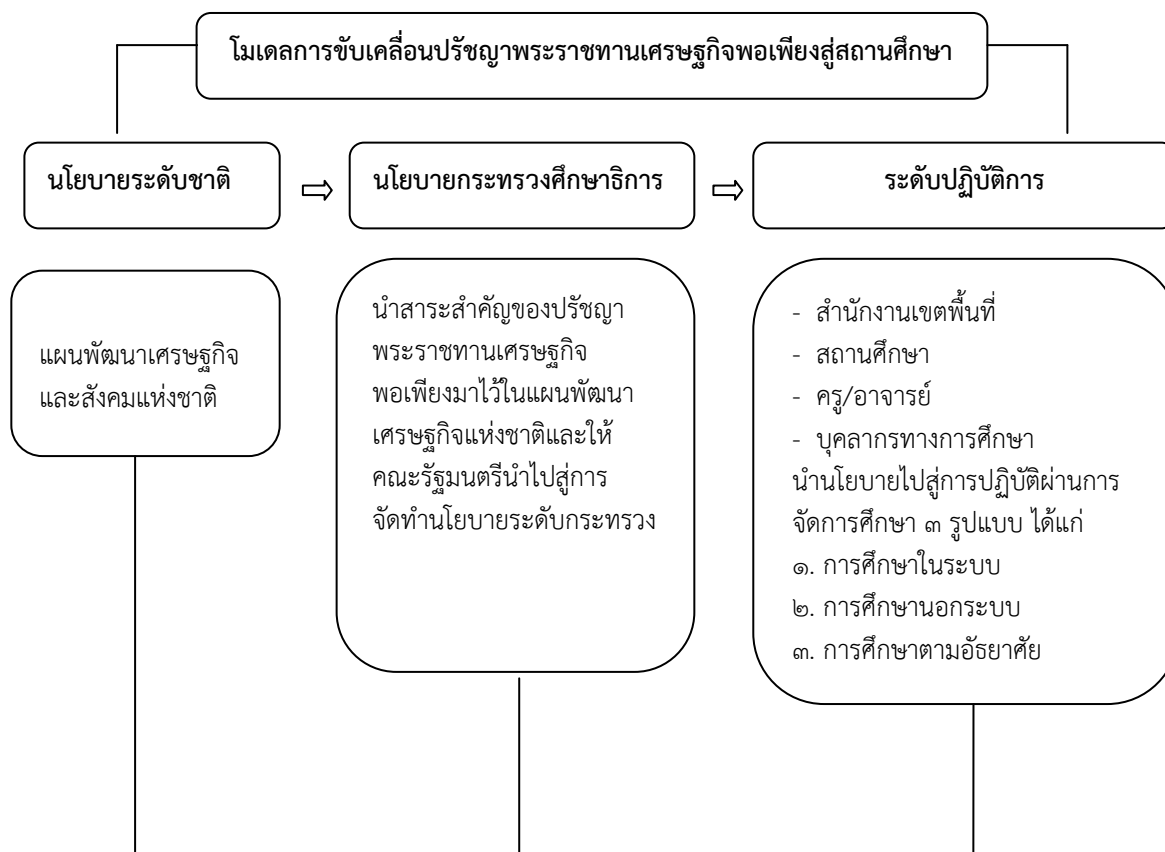 โมเดลการขับเคลื่อนปรัชญาพระราชทานเศรษฐกิจพอเพียงสู่สถานศึกษา
นโยบายระดับชาติ
นโยบายกระทรวงศึกษาธิการ
ระดับปฏิบัติการ
แผนพัฒนาเศรษฐกิจ
และสังคมแห่งชาติ
นำสาระสำคัญของปรัชญา
พระราชทานเศรษฐกิจ
พอเพียงมาไว้ในแผนพัฒนา
เศรษฐกิจแห่งชาติและให้
คณะรัฐมนตรีนำไปสู่การ
จัดทำนโยบายระดับกระทรวง
- สำนักงานเขตพื้นที่
- สถานศึกษา
- ครู/อาจารย์
- บุคลากรทางการศึกษา
นำนโยบายไปสู่การปฏิบัติผ่านการ
จัดการศึกษา ๓ รูปแบบ ได้แก่
๑. การศึกษาในระบบ
๒. การศึกษานอกระบบ
๓. การศึกษาตามอัธยาศัย